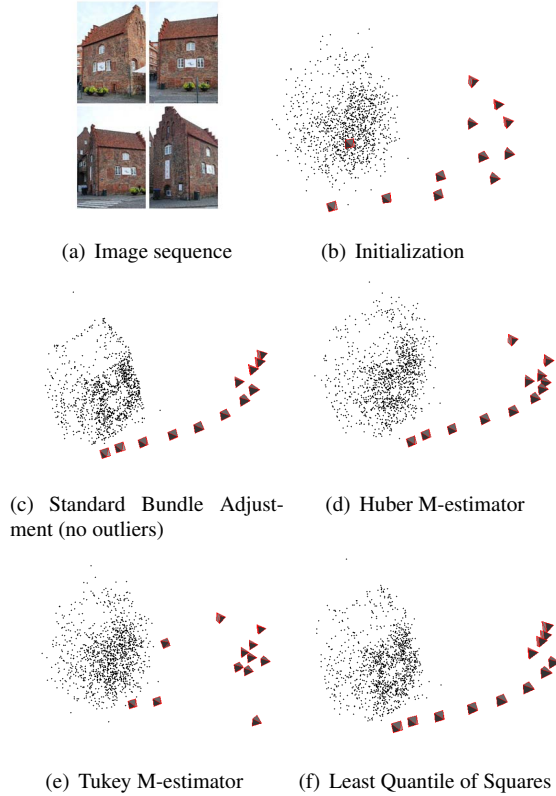 (a) Image sequence
(b) Initialization
(c) Standard Bundle Adjust-
ment (no outliers)
(d) Huber M-estimator
(e) Tukey M-estimator
(f) Least Quantile of Squares